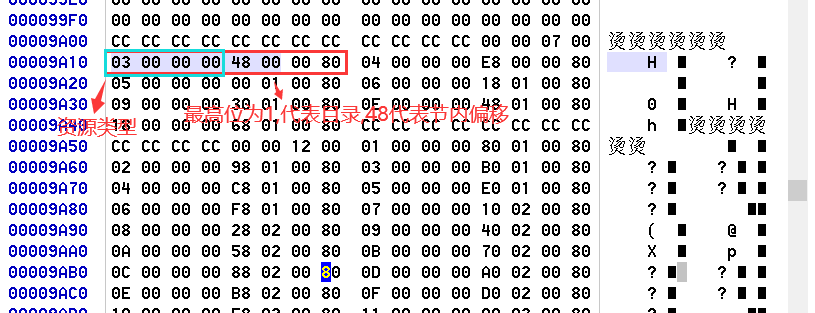 000099F0 00 00 00 00 00 00 00 00 00 00 00 00 00 00 00 00
00009A00 CC CC CC CC CC CC CC CC CC CC CC CC 00 00 07 00 烫烫烫烫烫烫
00009A10 03 00 00 00 48 00 00 80 04 00 00 00 E8 00 00 80 H ?
00009A20 05 00 00 00 00 01 00 80 06 00 00 00 18 01 00 80
00009A30 09 00 00 00 30 01 00 80 0E 00 00 00 48 01 00 80 0 H
最高位为1,代表目录,48代表节内偏移
资源类型
00009A40 18 00 00 00 68 01 00 80 CC CC CC CC CC CC CC CC h 烫烫烫烫
00009A50 CC CC CC CC 00 00 12 00 01 00 00 00 80 01 00 80 烫烫
00009A60 02 00 00 00 98 01 00 80 03 00 00 00 B0 01 00 80 ? ?
00009A70 04 00 00 00 C8 01 00 80 05 00 00 00 E0 01 00 80 ? ?
00009A80 06 00 00 00 F8 01 00 80 07 00 00 00 10 02 00 80 ?
00009A90 08 00 00 00 28 02 00 80 09 00 00 00 40 02 00 80 ( @
00009AA0 0A 00 00 00 58 02 00 80 0B 00 00 00 70 02 00 80 X p
00009AB0 0C 00 00 00 88 02 00 80 0D 00 00 00 A0 02 00 80 ? ?
00009AC0 0E 00 00 00 B8 02 00 80 0F 00 00 00 D0 02 00 80 ? ?